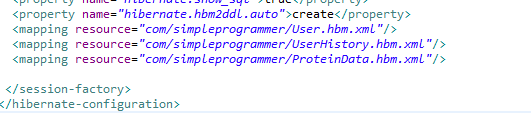 <property name="hibernate.show_sql">true</property>
<property name="hibernate.hbm2ddl.auto">create</property>
<mapping resource="com/simpleprogrammer/User.hbm.xml"/>
<mapping resource="com/simpleprogrammer/UserHistory.hbm.xml"/>
<mapping resource="com/simpleprogrammer/ProteinData.hbm.xml"/>
</session-factory>
</hibernate-configuration>